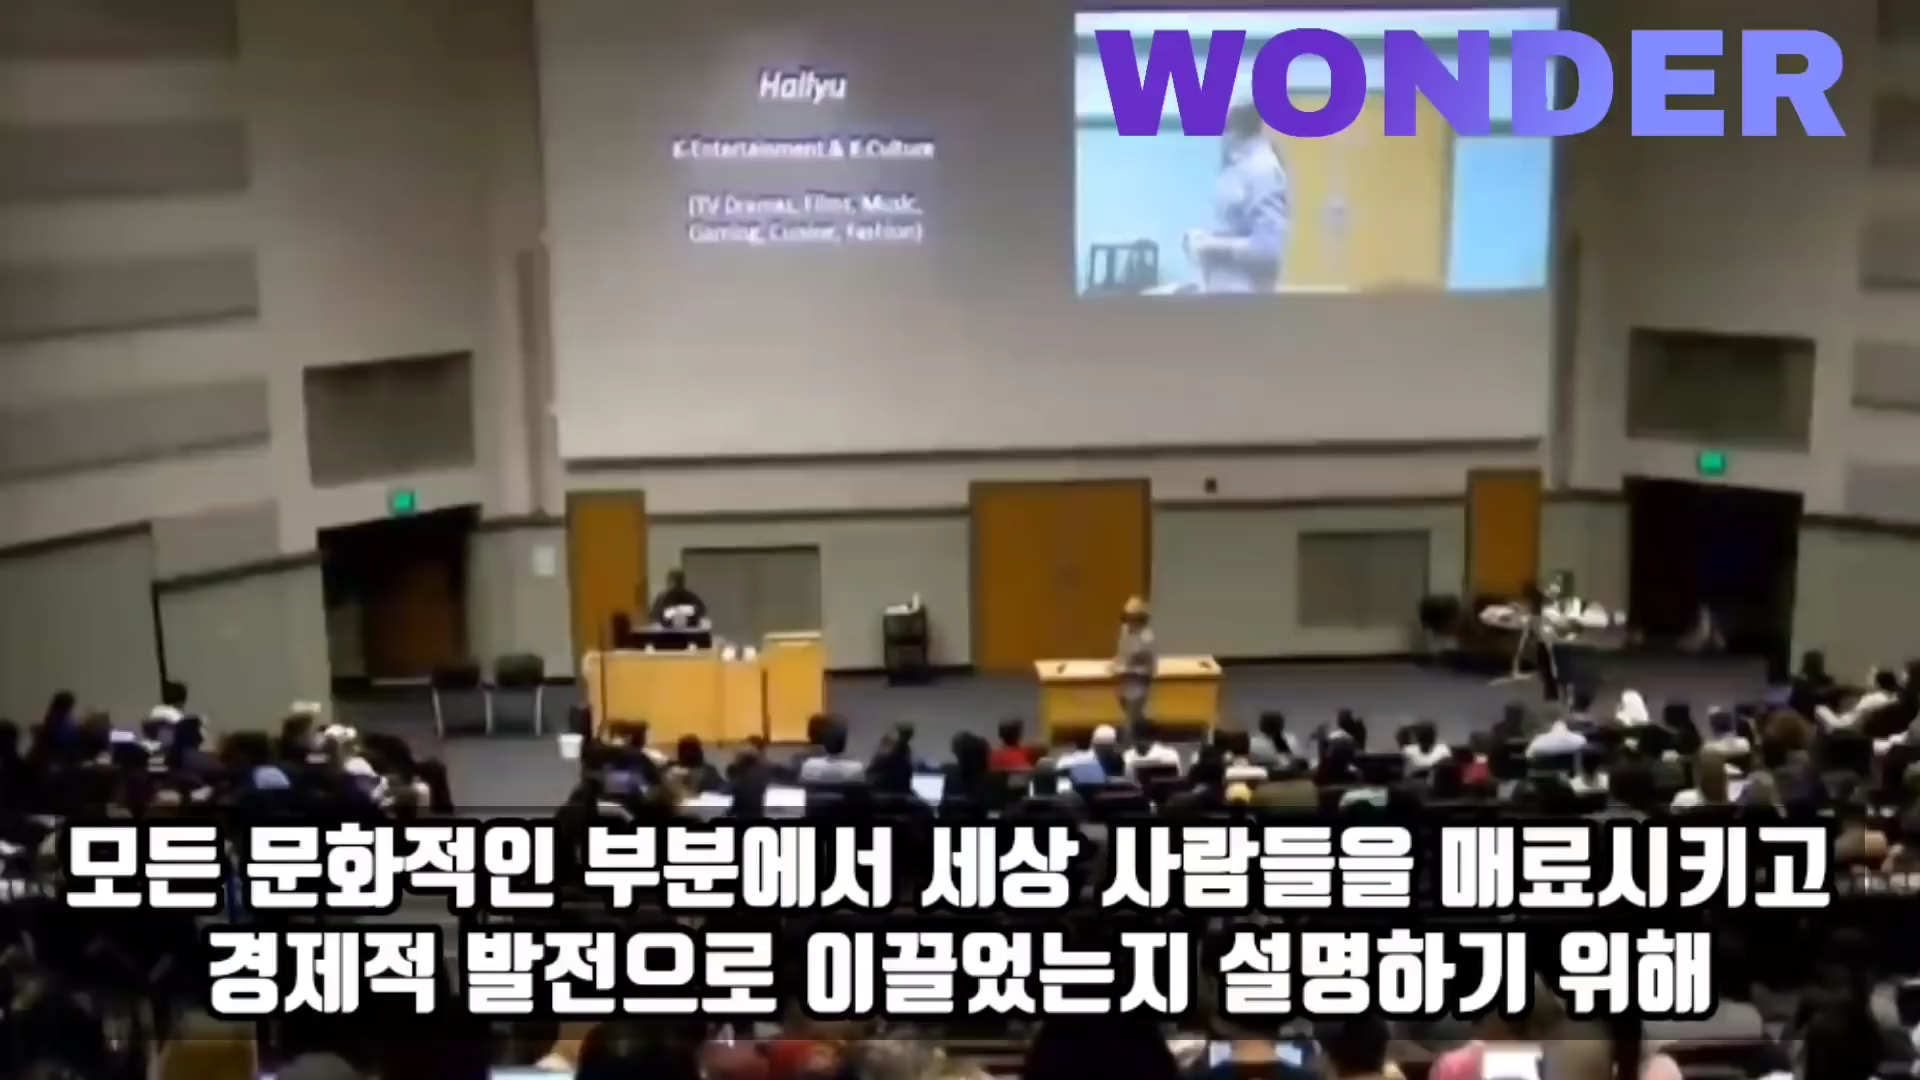 WONDER
Hallyu
K-Entertainment & K-Culture
(TV Dramas, Films, Music,
Gaming, Cuisine, Fashion)
모든 문화적인 부분에서 세상 사람들을 매료시키고
경제적 발전으로 이끌었는지 설명하기 위해